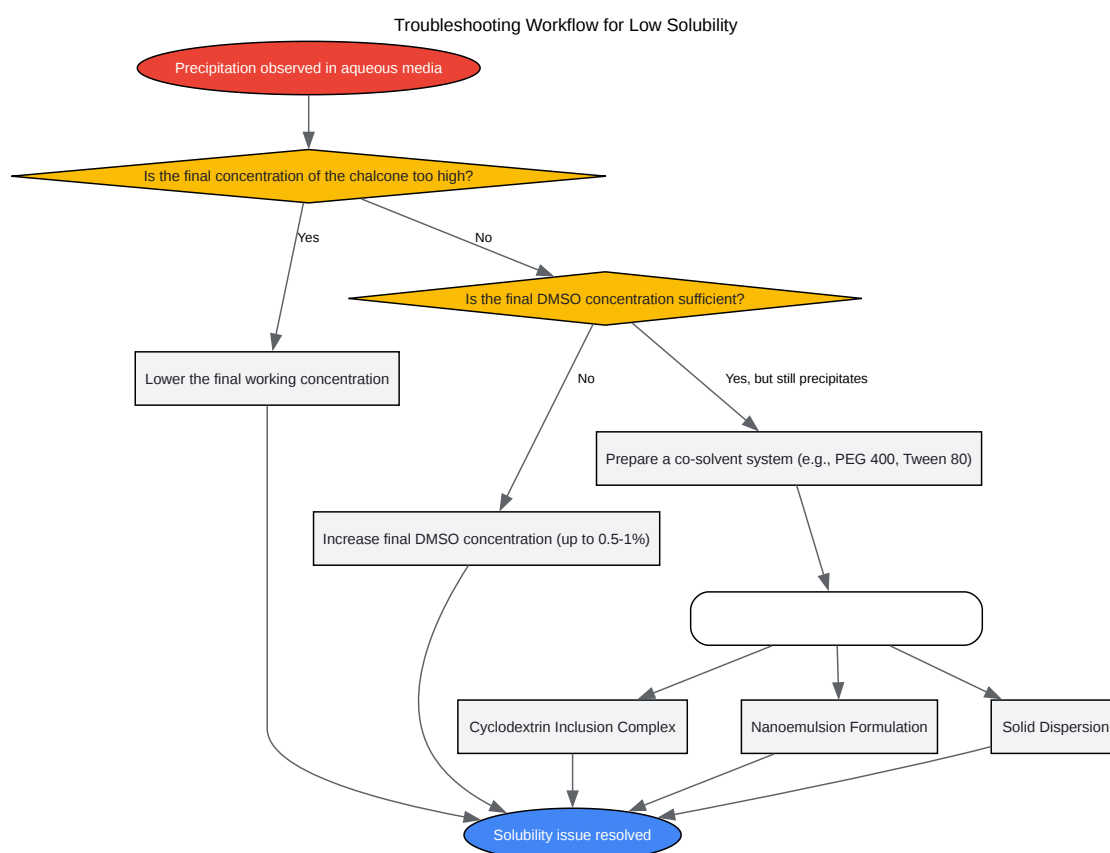 Troubleshooting Workflow for Low Solubility
Precipitation observed in aqueous media
Is the final concentration of the chalcone too high?
Yes
No
Is the final DMSO concentration sufficient?
Lower the final working concentration
No
Yes, but still precipitates
Prepare a co-solvent system (e.g., PEG 400, Tween 80)
Increase final DMSO concentration (up to 0.5-1%)
Cyclodextrin Inclusion Complex
Nanoemulsion Formulation
Solid Dispersion
Solubility issue resolved